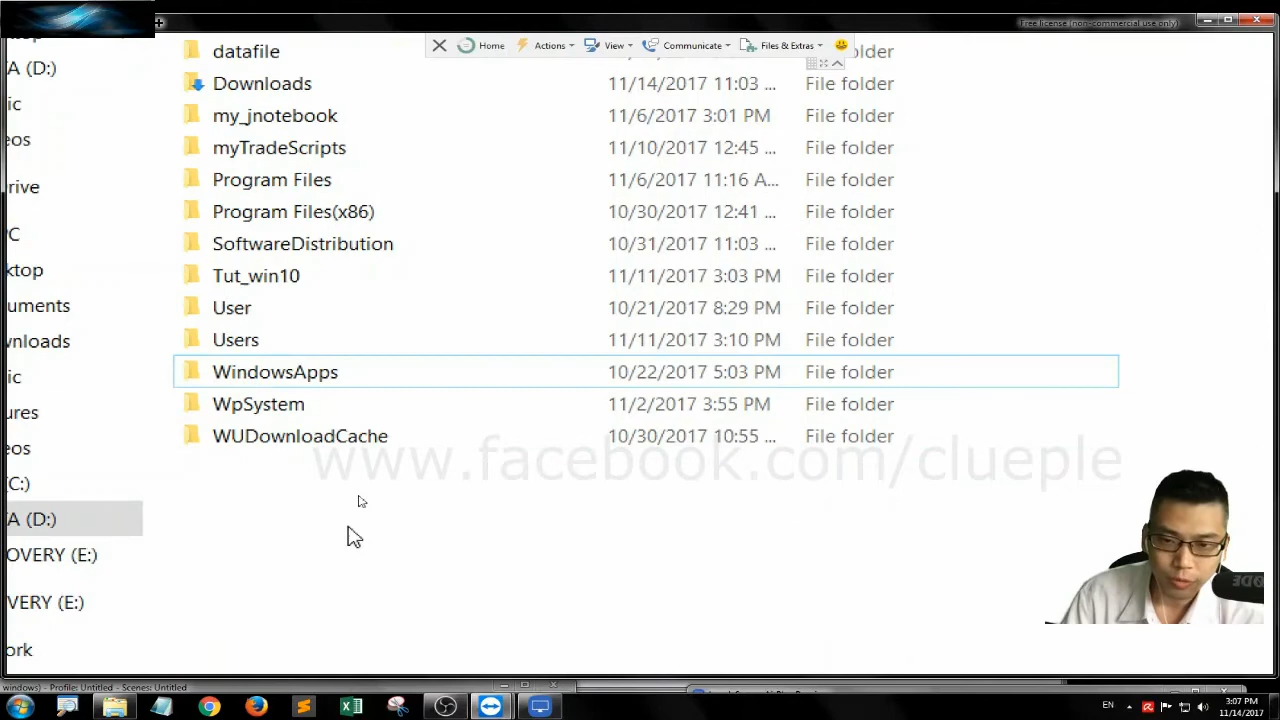 Free license (non-commercial use only)
Home Actions View Communicate Files & Extras
A (D:)
datafile File folder
Downloads 11/14/2017 11:03 ... File folder
ic
my_jnotebook 11/6/2017 3:01 PM File folder
eos
myTradeScripts 11/10/2017 12:45 ... File folder
Program Files 11/6/2017 11:16 A... File folder
rive
Program Files(x86) 10/30/2017 12:41 ... File folder
PC
SoftwareDistribution 10/31/2017 11:03 ... File folder
ktop
Tut_win10 11/11/2017 3:03 PM File folder
uments
User 10/21/2017 8:29 PM File folder
wnloads
Users 11/11/2017 3:10 PM File folder
ic
WindowsApps 10/22/2017 5:03 PM File folder
ures
WpSystem 11/2/2017 3:55 PM File folder
eos
WUDownloadCache 10/30/2017 10:55 ... File folder
www.facebook.com/clueple
(C:)
A (D:)
OVERY (E:)
VERY (E:)
ork
windows) - Profile: Untitled - Scenes: Untitled
EN
3:07 PM
11/14/2017